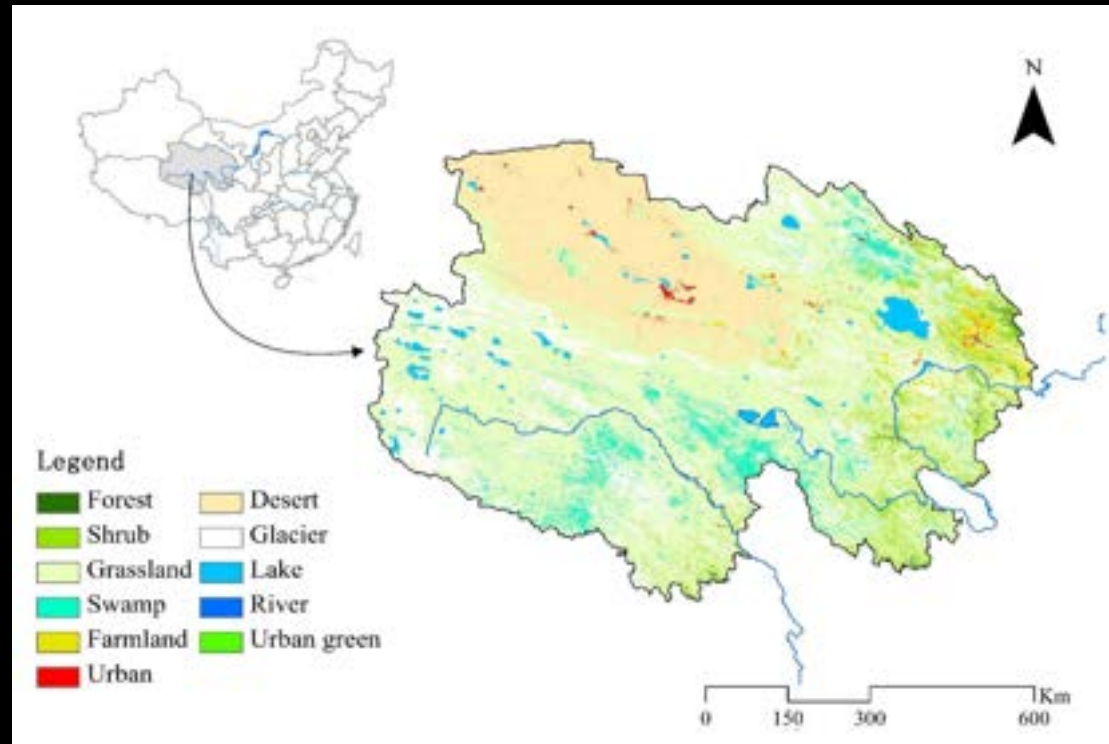 N
Legend
Forest
Desert
Shrub
Glacier
Grassland
Lake
Swamp
River
Farmland
Urban green
Urban
Km
0 150 300 600